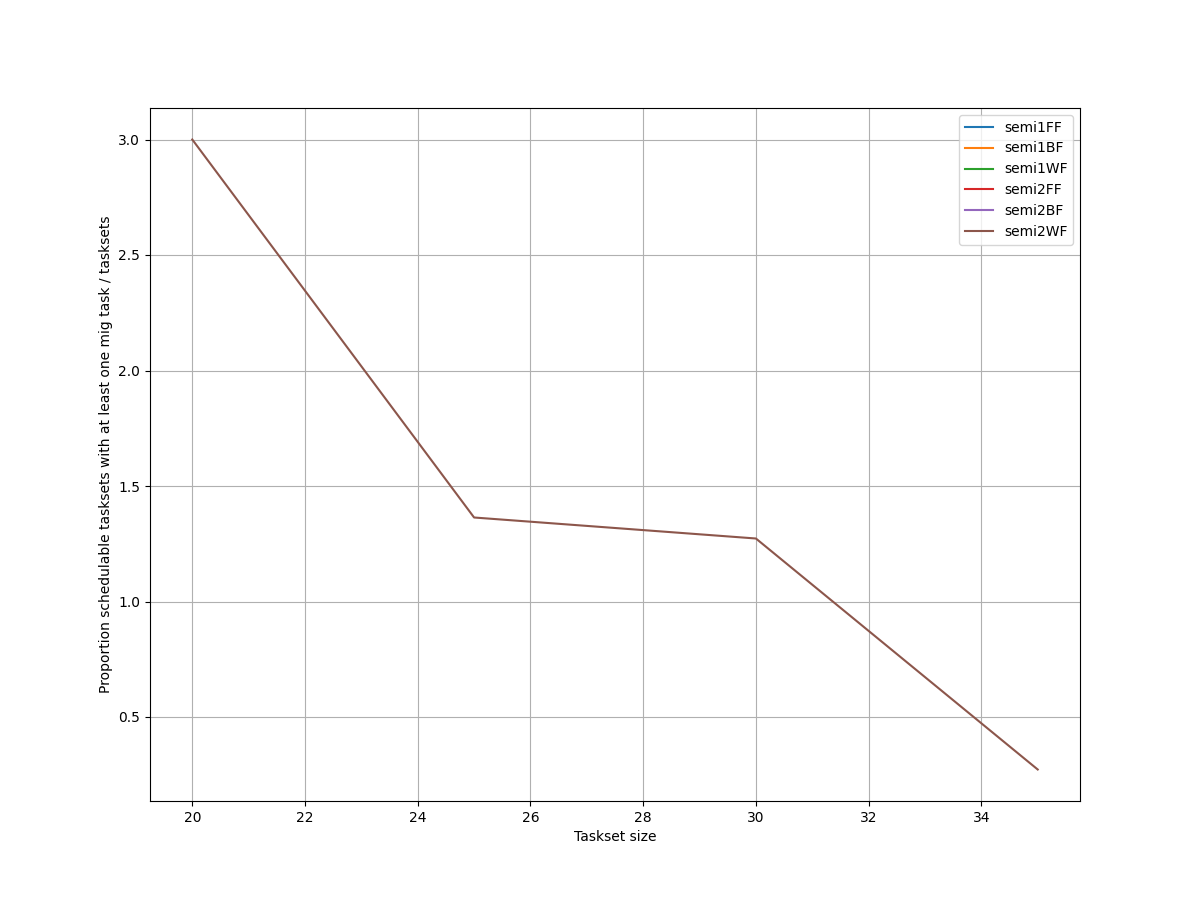 semi1FF
semi1BF
semi1WF
semi2FF
semi2BF
semi2WF
3.0
2.5
2.0
1.5
1.0
0.5
Proportion schedulable tasksets with at least one mig task / tasksets
20 22 24 26 28 30 32 34
Taskset size